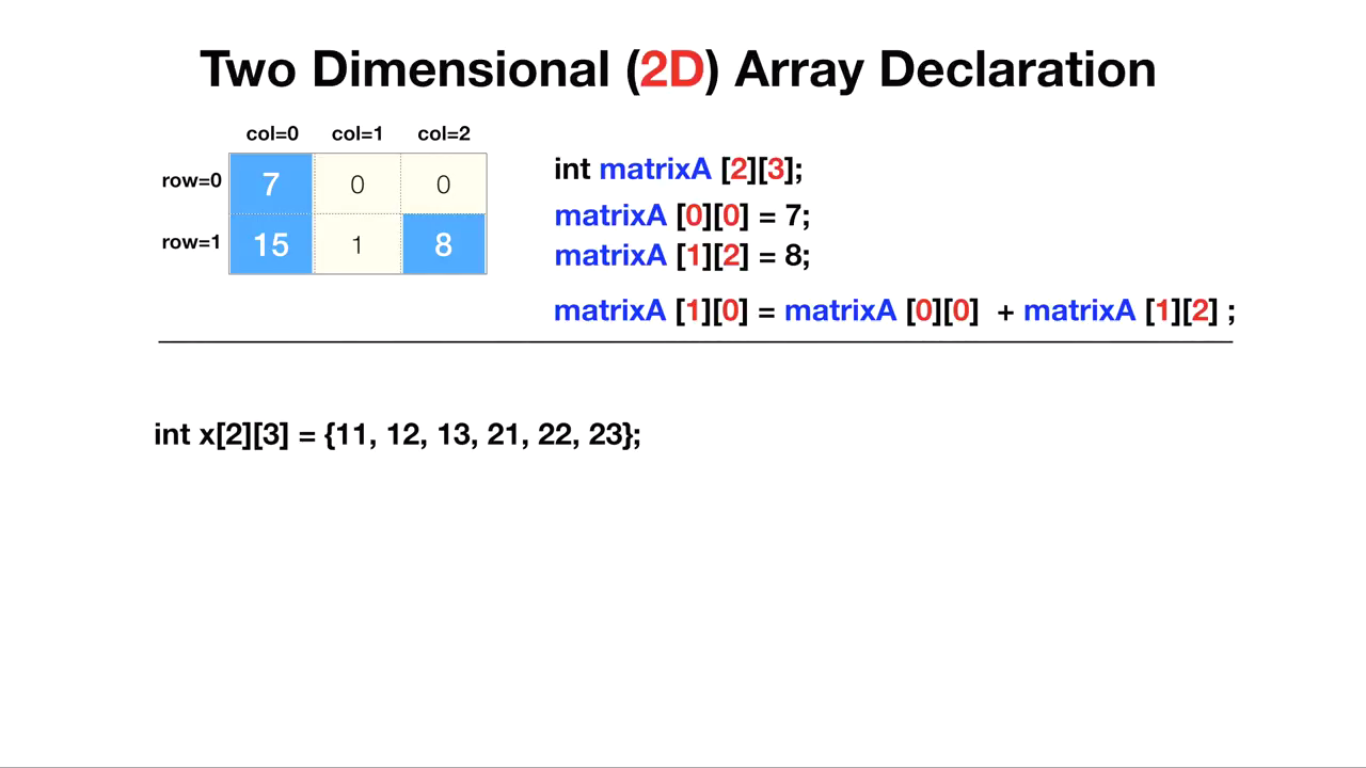 Two Dimensional (2D) Array Declaration
col=0 col=1 col=2
row=0 7 0 0
row=1 15 1 8
int matrixA [2][3];
matrixA [0][0] = 7;
matrixA [1][2] = 8;
matrixA [1][0] = matrixA [0][0] + matrixA [1][2] ;
int x[2][3] = {11, 12, 13, 21, 22, 23};